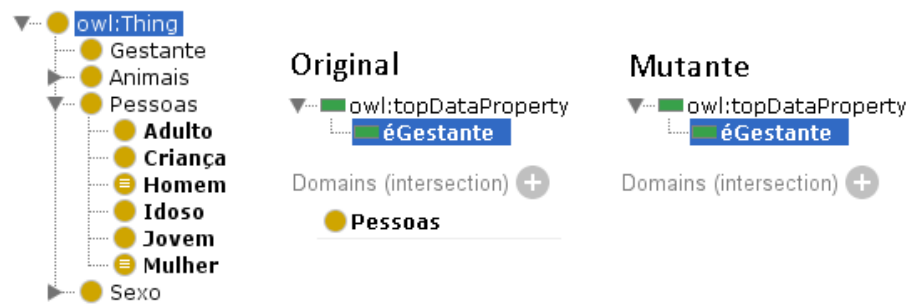 owl:Thing
Gestante
Animais
Pessoas
Adulto
Criança
Homem
Idoso
Jovem
Mulher
Sexo
Original
owl:topDataProperty
éGestante
Domains (intersection)
Pessoas
Mutante
owl:topDataProperty
éGestante
Domains (intersection)